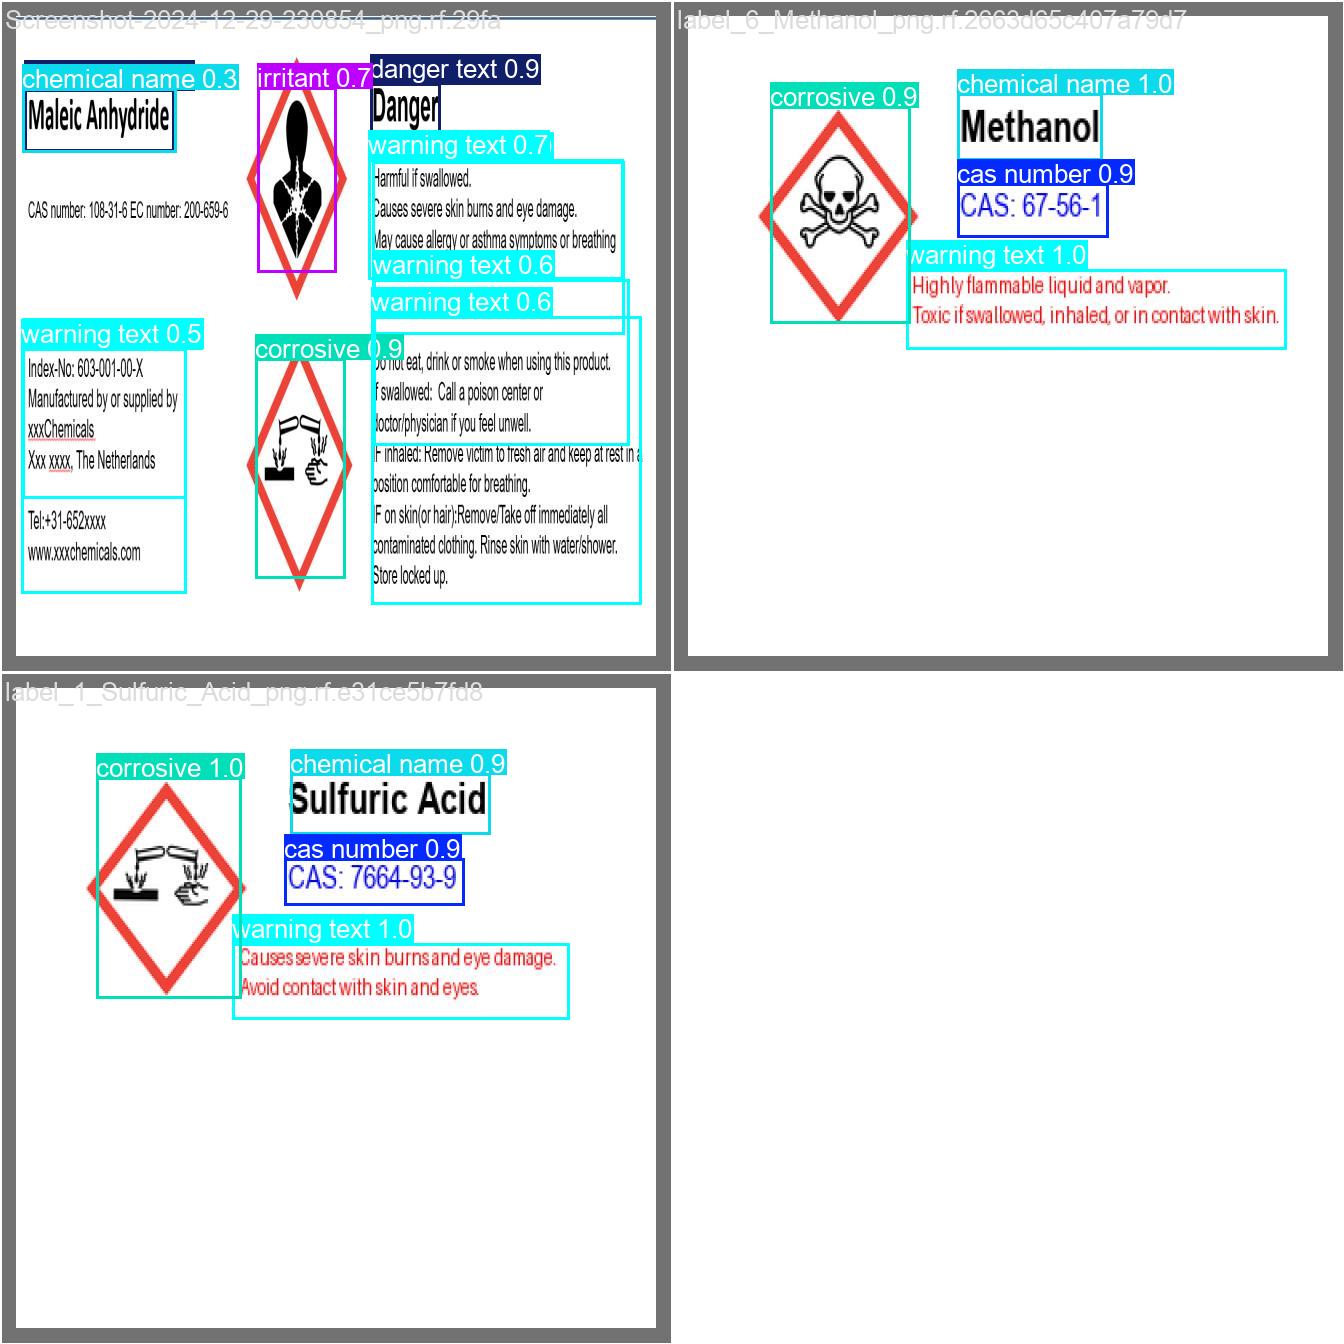 Screenshot-2024-12-29-230854_png.rf.29fa
chemical name 0.3
Maleic Anhydride
CAS number: 108-31-6 EC number: 200-659-6
warning text 0.5
Index-No: 603-001-00-X
Manufactured by or supplied by
xxxChemicals
Xxx xxxx, The Netherlands
Tel:+31-652xxxx
www.xxxchemicals.com
irritant 0.7
corrosive 0.9
danger text 0.9
Danger
warning text 0.7
Harmful if swallowed.
Causes severe skin burns and eye damage.
May cause allergy or asthma symptoms or breathing
warning text 0.6
warning text 0.6
Do not eat, drink or smoke when using this product.
If swallowed: Call a poison center or
doctor/physician if you feel unwell.
IF inhaled: Remove victim to fresh air and keep at rest in a
position comfortable for breathing.
IF on skin(or hair):Remove/Take off immediately all
contaminated clothing. Rinse skin with water/shower.
Store locked up.
label_6_Methanol_png.rf.2663d65c407a79d7
corrosive 0.9
chemical name 1.0
Methanol
cas number 0.9
CAS: 67-56-1
warning text 1.0
Highly flammable liquid and vapor.
Toxic if swallowed, inhaled, or in contact with skin.
label_1_Sulfuric_Acid_png.rf.e31ce5b7fd8
corrosive 1.0
chemical name 0.9
Sulfuric Acid
cas number 0.9
CAS: 7664-93-9
warning text 1.0
Causes severe skin burns and eye damage.
Avoid contact with skin and eyes.